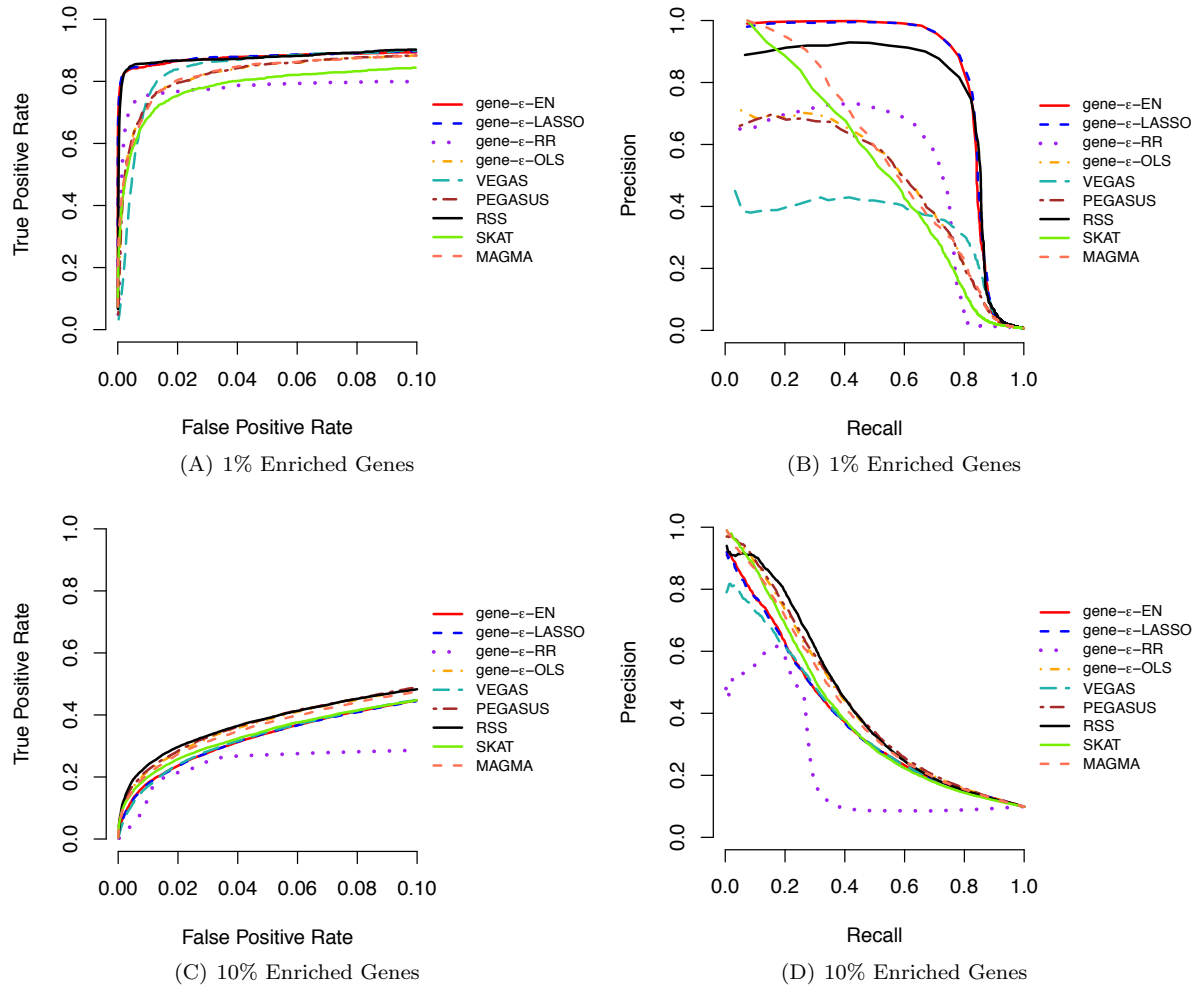 True Positive Rate
0.0 0.2 0.4 0.6 0.8 1.0
0.00 0.02 0.04 0.06 0.08 0.10
False Positive Rate
gene-ε-EN
gene-ε-LASSO
gene-ε-RR
gene-ε-OLS
VEGAS
PEGASUS
RSS
SKAT
MAGMA
(A) 1% Enriched Genes
Precision
0.0 0.2 0.4 0.6 0.8 1.0
0.0 0.2 0.4 0.6 0.8 1.0
Recall
gene-ε-EN
gene-ε-LASSO
gene-ε-RR
gene-ε-OLS
VEGAS
PEGASUS
RSS
SKAT
MAGMA
(B) 1% Enriched Genes
True Positive Rate
0.0 0.2 0.4 0.6 0.8 1.0
0.00 0.02 0.04 0.06 0.08 0.10
False Positive Rate
gene-ε-EN
gene-ε-LASSO
gene-ε-RR
gene-ε-OLS
VEGAS
PEGASUS
RSS
SKAT
MAGMA
(C) 10% Enriched Genes
Precision
0.0 0.2 0.4 0.6 0.8 1.0
0.0 0.2 0.4 0.6 0.8 1.0
Recall
gene-ε-EN
gene-ε-LASSO
gene-ε-RR
gene-ε-OLS
VEGAS
PEGASUS
RSS
SKAT
MAGMA
(D) 10% Enriched Genes